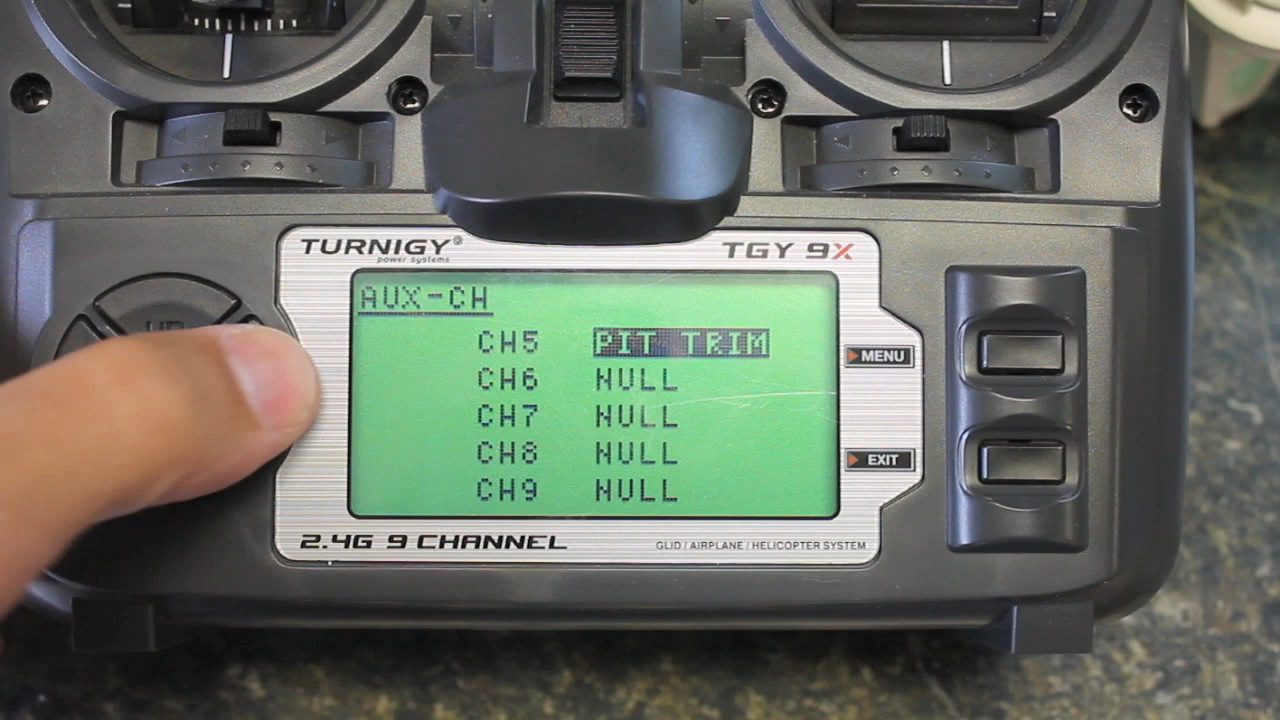 TURNIGY®
power systems
TGY 9X
AUX-CH
CH5 PIT TRIM
CH6 NULL
CH7 NULL
CH8 NULL
CH9 NULL
MENU
EXIT
2.4G 9 CHANNEL
GLID / AIRPLANE / HELICOPTER SYSTEM